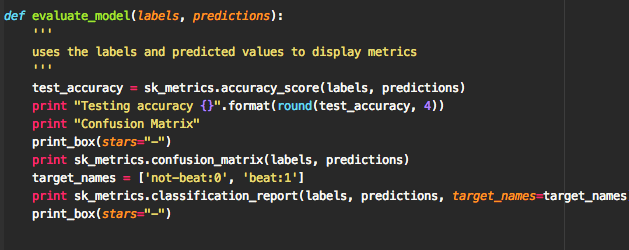 def evaluate_model(labels, predictions):
    '''
    uses the labels and predicted values to display metrics
    '''
    test_accuracy = sk_metrics.accuracy_score(labels, predictions)
    print "Testing accuracy {}".format(round(test_accuracy, 4))
    print "Confusion Matrix"
    print_box(stars="-")
    print sk_metrics.confusion_matrix(labels, predictions)
    target_names = ['not-beat:0', 'beat:1']
    print sk_metrics.classification_report(labels, predictions, target_names=target_names
    print_box(stars="-")